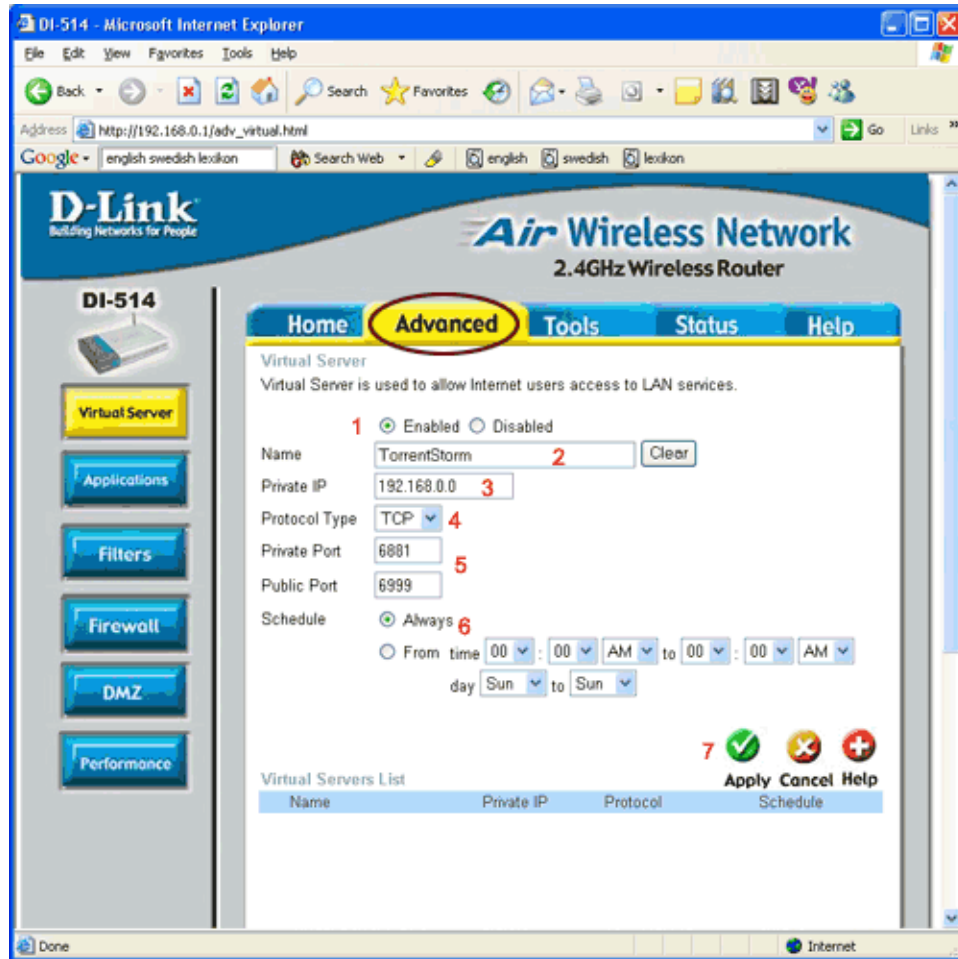 DI-514 - Microsoft Internet Explorer
File Edit View Favorites Tools Help
Back Search Favorites
Address http://192.168.0.1/adv_virtual.html Go Links »
Google english swedish lexikon Search Web english swedish lexikon
D-Link
Building Networks for People
Air Wireless Network
2.4GHz Wireless Router
DI-514
Home Advanced Tools Status Help
Virtual Server
Virtual Server is used to allow Internet users access to LAN services.
Virtual Server
1 Enabled Disabled
Name TorrentStorm 2 Clear
Applications
Private IP 192.168.0.0 3
Protocol Type TCP 4
Filters
Private Port 6881
5
Public Port 6999
Firewall
Schedule Always 6
From time 00 : 00 AM to 00 : 00 AM
day Sun to Sun
DMZ
Performance
7 Apply Cancel Help
Virtual Servers List
Name Private IP Protocol Schedule
Done Internet